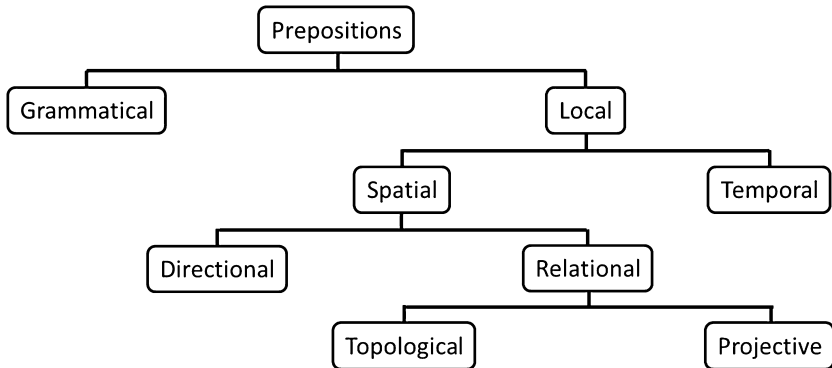 Prepositions
Grammatical
Local
Spatial
Temporal
Directional
Relational
Topological
Projective